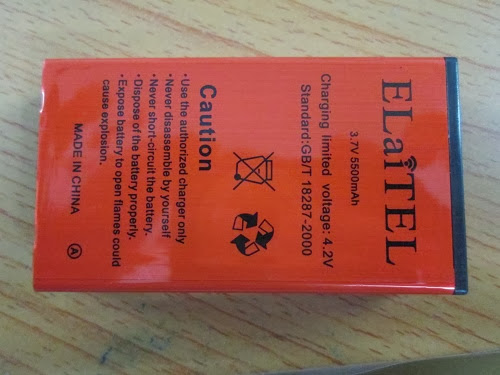 ELaiTEL
3.7V 5500mAh
Charging limited voltage: 4.2V
Standard:GB/T 18287-2000
Caution
·Use the authorized charger only
·Never disassemble by yourself
·Never short-circuit the battery.
·Dispose of the battery properly.
·Expose battery to open flames could
cause explosion.
MADE IN CHINA
A